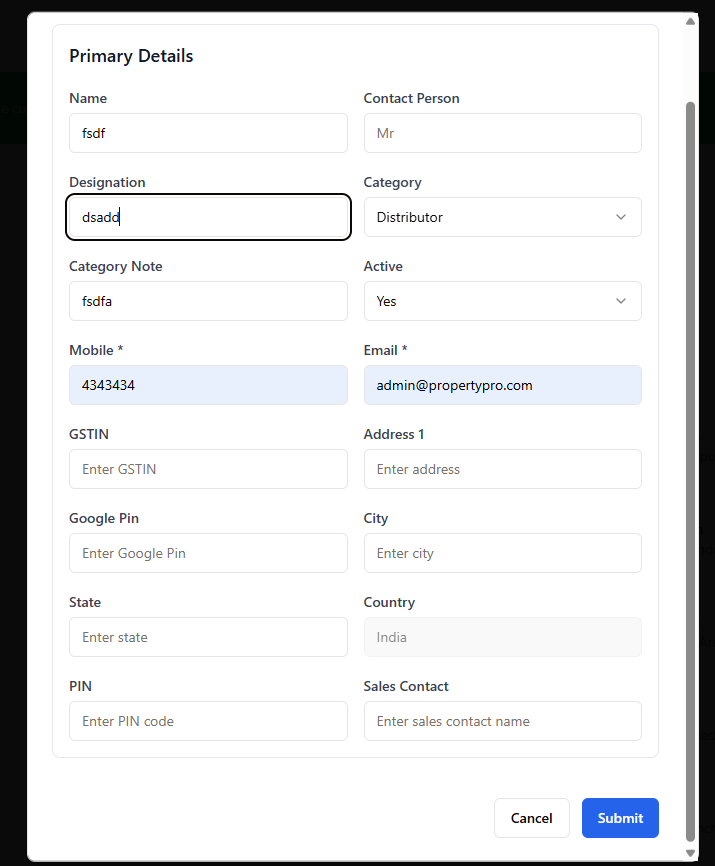 Primary Details
Name Contact Person
fsdf Mr
Designation Category
dsadd Distributor
Category Note Active
fsdfa Yes
Mobile * Email *
4343434 admin@propertypro.com
GSTIN Address 1
Enter GSTIN Enter address
Google Pin City
Enter Google Pin Enter city
State Country
Enter state India
PIN Sales Contact
Enter PIN code Enter sales contact name
Cancel Submit